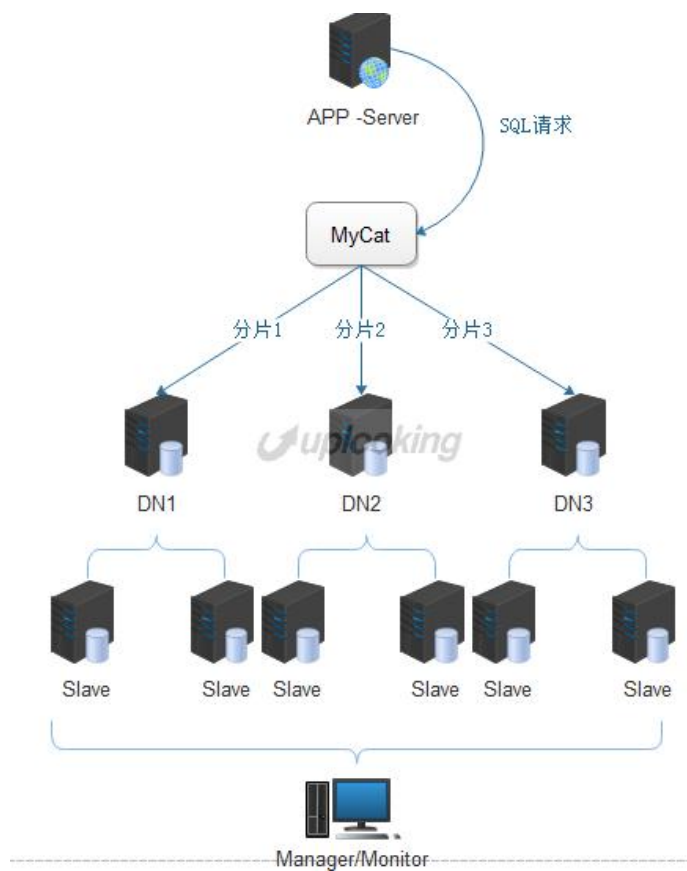 APP -Server
SQL请求
MyCat
分片1
分片2
分片3
uplooking
DN1
DN2
DN3
Slave
Slave
Slave
Slave
Slave
Slave
Manager/Monitor